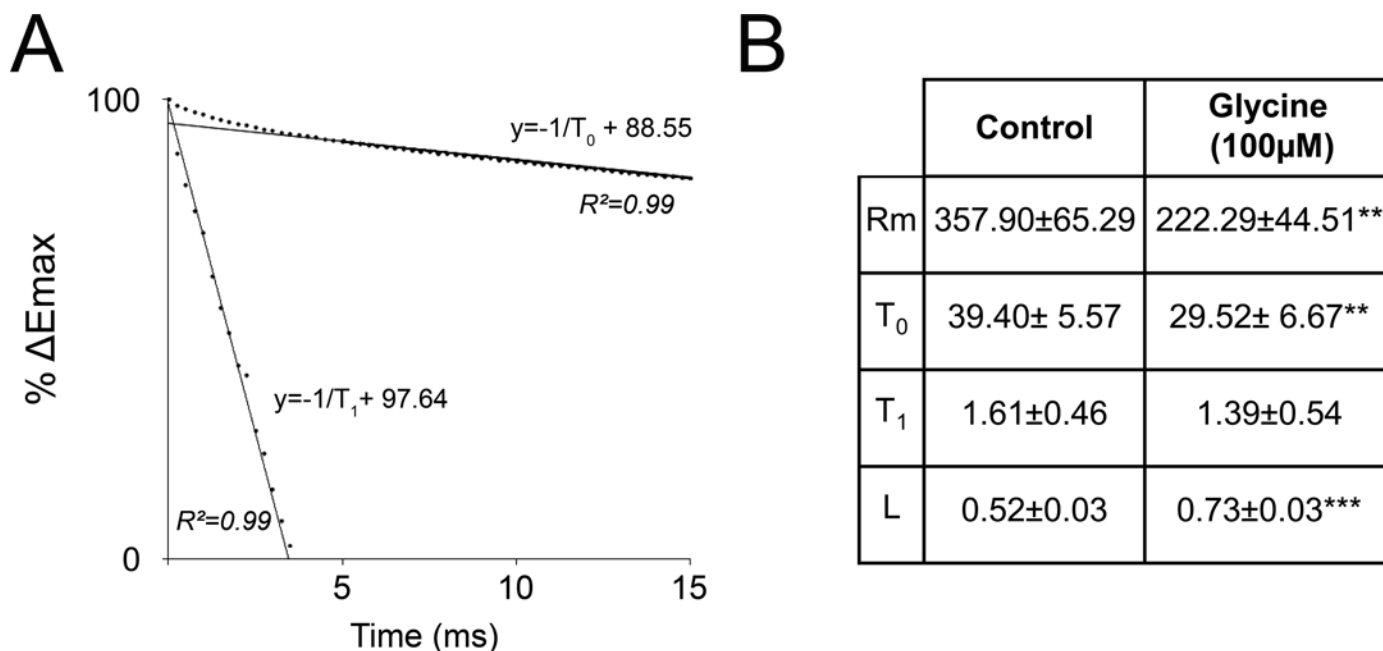 A
100
y=-1/T₀ + 88.55
R²=0.99
% ΔEmax
y=-1/T₁+ 97.64
R²=0.99
0
5 10 15
Time (ms)
B
Control Glycine
(100µM)
Rm 357.90±65.29 222.29±44.51**
T₀ 39.40± 5.57 29.52± 6.67**
T₁ 1.61±0.46 1.39±0.54
L 0.52±0.03 0.73±0.03***